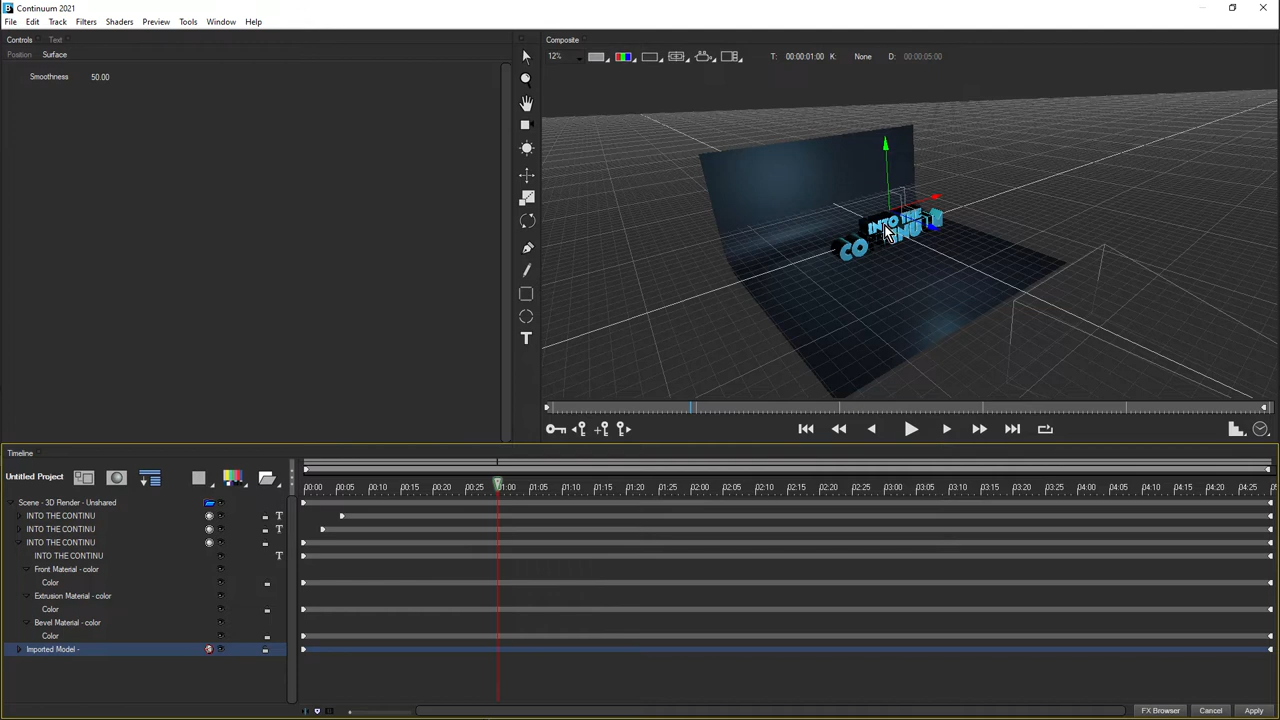 Continuum 2021
File Edit Track Filters Shaders Preview Tools Window Help
Controls Text
Position Surface
Smoothness 50.00
Composite
12% T: 00:00:01:00 K: None D: 00:00:05:00
INTO THE
Timeline
Untitled Project
00:00 00:05 00:10 00:15 00:20 00:25 01:00 01:05 01:10 01:15 01:20 01:25 02:00 02:05 02:10 02:15 02:20 02:25 03:00 03:05 03:10 03:15 03:20 03:25 04:00 04:05 04:10 04:15 04:20 04:25
Scene - 3D Render - Unshared
INTO THE CONTINU
INTO THE CONTINU
INTO THE CONTINU
INTO THE CONTINU
Front Material - color
Color
Extrusion Material - color
Color
Bevel Material - color
Color
Imported Model -
FX Browser Cancel Apply